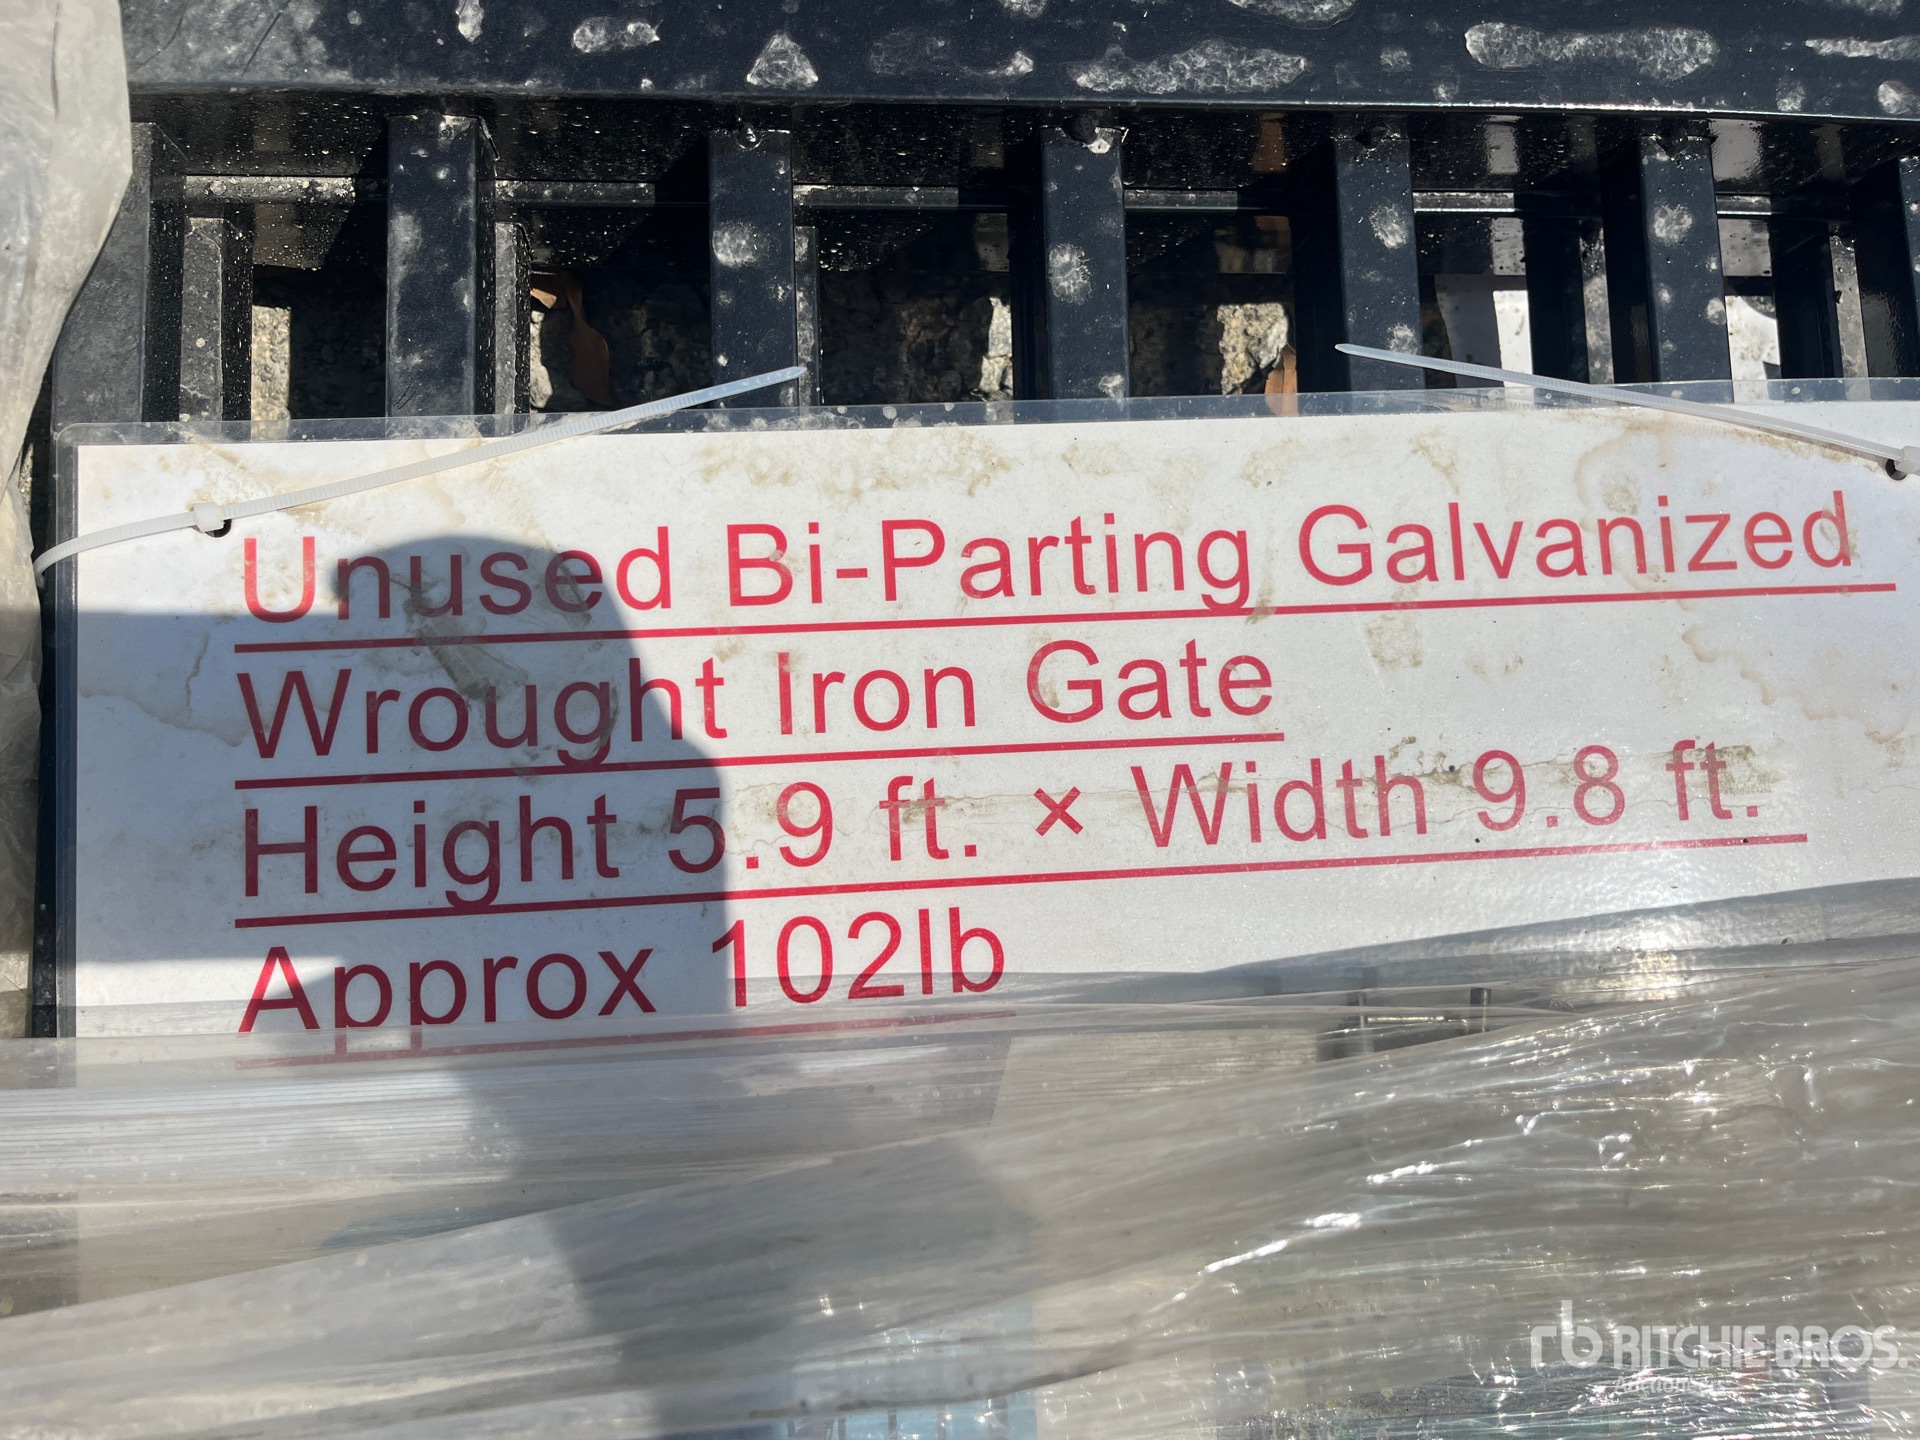 Unused Bi-Parting Galvanized
Wrought Iron Gate
Height 5.9 ft. × Width 9.8 ft.
Approx 102lb
rb RITCHIE BROS.